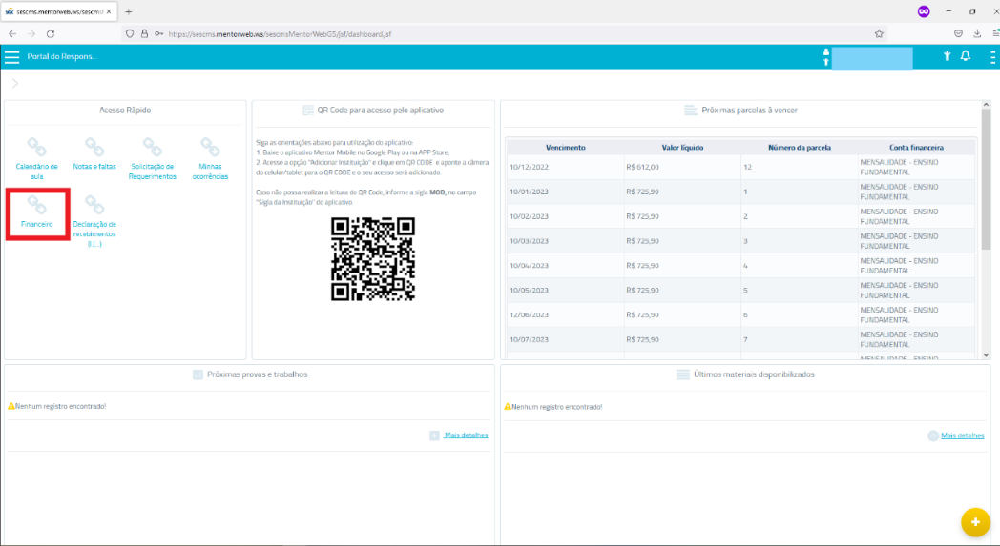 sescms.mentorweb.ws/sescmsM
https://sescms.mentorweb.ws/sescmsMentorWebG5/jsf/dashboard.jsf
Portal do Respons...
Acesso Rápido
Calendário de
aula
Notas e faltas
Solicitação de
Requerimentos
Minhas
ocorrências
Financeiro
Declaração de
recebimentos
QR Code para acesso pelo aplicativo
Siga as orientações abaixo para utilização do aplicativo:
1. Baixe o aplicativo Mentor Mobile no Google Play ou na APP Store;
2. Acesse a opção "Adicionar Instituição" e clique em QR CODE e aponte a câmera
do celular/tablet para o QR CODE e o seu acesso será adicionado.
Caso não possa realizar a leitura do QR Code, informe a sigla MOD, no campo
"Sigla da Instituição" do aplicativo.
Próximas parcelas à vencer
Vencimento Valor líquido Número da parcela Conta financeira
10/12/2022 R$ 612,00 12 MENSALIDADE - ENSINO
FUNDAMENTAL
10/01/2023 R$ 725,90 1 MENSALIDADE - ENSINO
FUNDAMENTAL
10/02/2023 R$ 725,90 2 MENSALIDADE - ENSINO
FUNDAMENTAL
10/03/2023 R$ 725,90 3 MENSALIDADE - ENSINO
FUNDAMENTAL
10/04/2023 R$ 725,90 4 MENSALIDADE - ENSINO
FUNDAMENTAL
10/05/2023 R$ 725,90 5 MENSALIDADE - ENSINO
FUNDAMENTAL
12/06/2023 R$ 725,90 6 MENSALIDADE - ENSINO
FUNDAMENTAL
10/07/2023 R$ 725,90 7 MENSALIDADE - ENSINO
FUNDAMENTAL
MENSALIDADE - ENSINO
Próximas provas e trabalhos
Nenhum registro encontrado!
Mais detalhes
Últimos materiais disponibilizados
Nenhum registro encontrado!
Mais detalhes